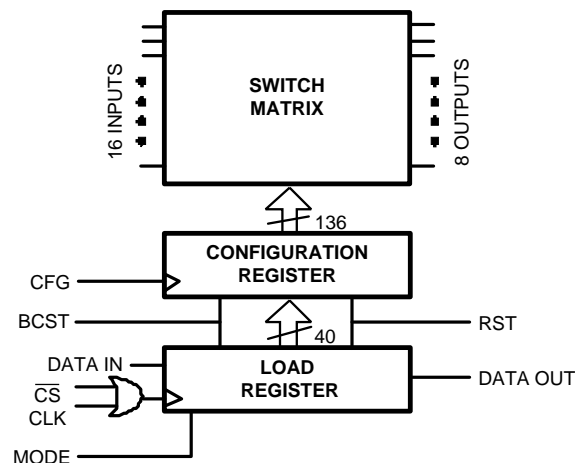 16 INPUTS
SWITCH
MATRIX
8 OUTPUTS
136
CONFIGURATION
REGISTER
CFG
BCST
RST
40
DATA IN
LOAD
REGISTER
DATA OUT
CS
CLK
MODE